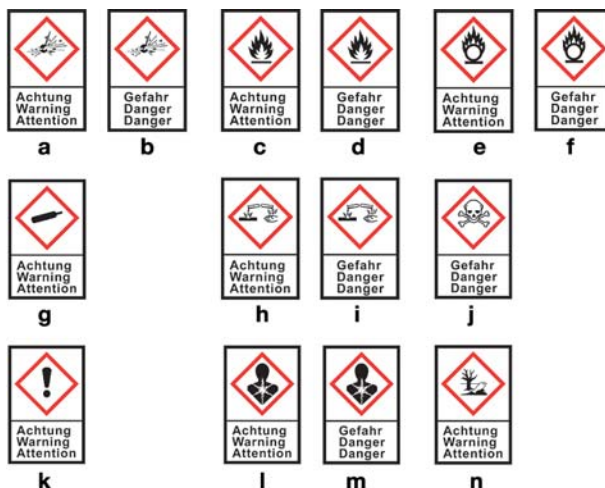 Achtung
Warning
Attention
a
Gefahr
Danger
Danger
b
Achtung
Warning
Attention
c
Gefahr
Danger
Danger
d
Achtung
Warning
Attention
e
Gefahr
Danger
Danger
f
Achtung
Warning
Attention
g
Achtung
Warning
Attention
h
Gefahr
Danger
Danger
i
Gefahr
Danger
Danger
j
Achtung
Warning
Attention
k
Achtung
Warning
Attention
l
Gefahr
Danger
Danger
m
Achtung
Warning
Attention
n